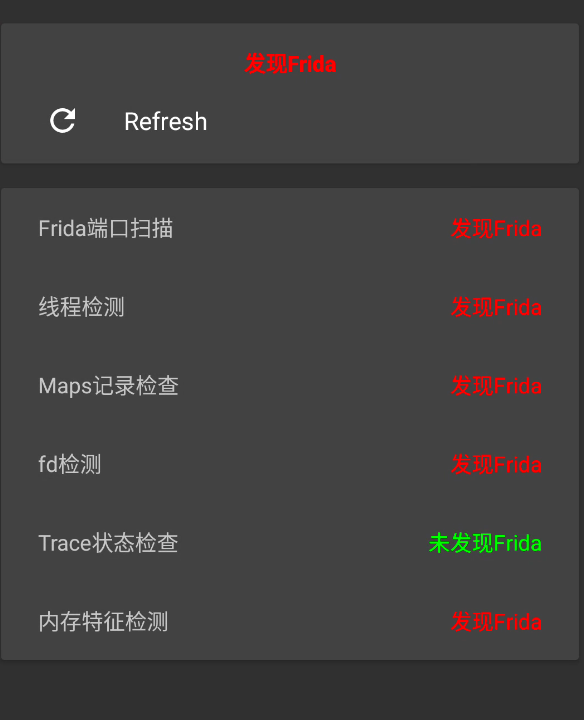 发现Frida
Refresh
Frida端口扫描 发现Frida
线程检测 发现Frida
Maps记录检查 发现Frida
fd检测 发现Frida
Trace状态检查 未发现Frida
内存特征检测 发现Frida